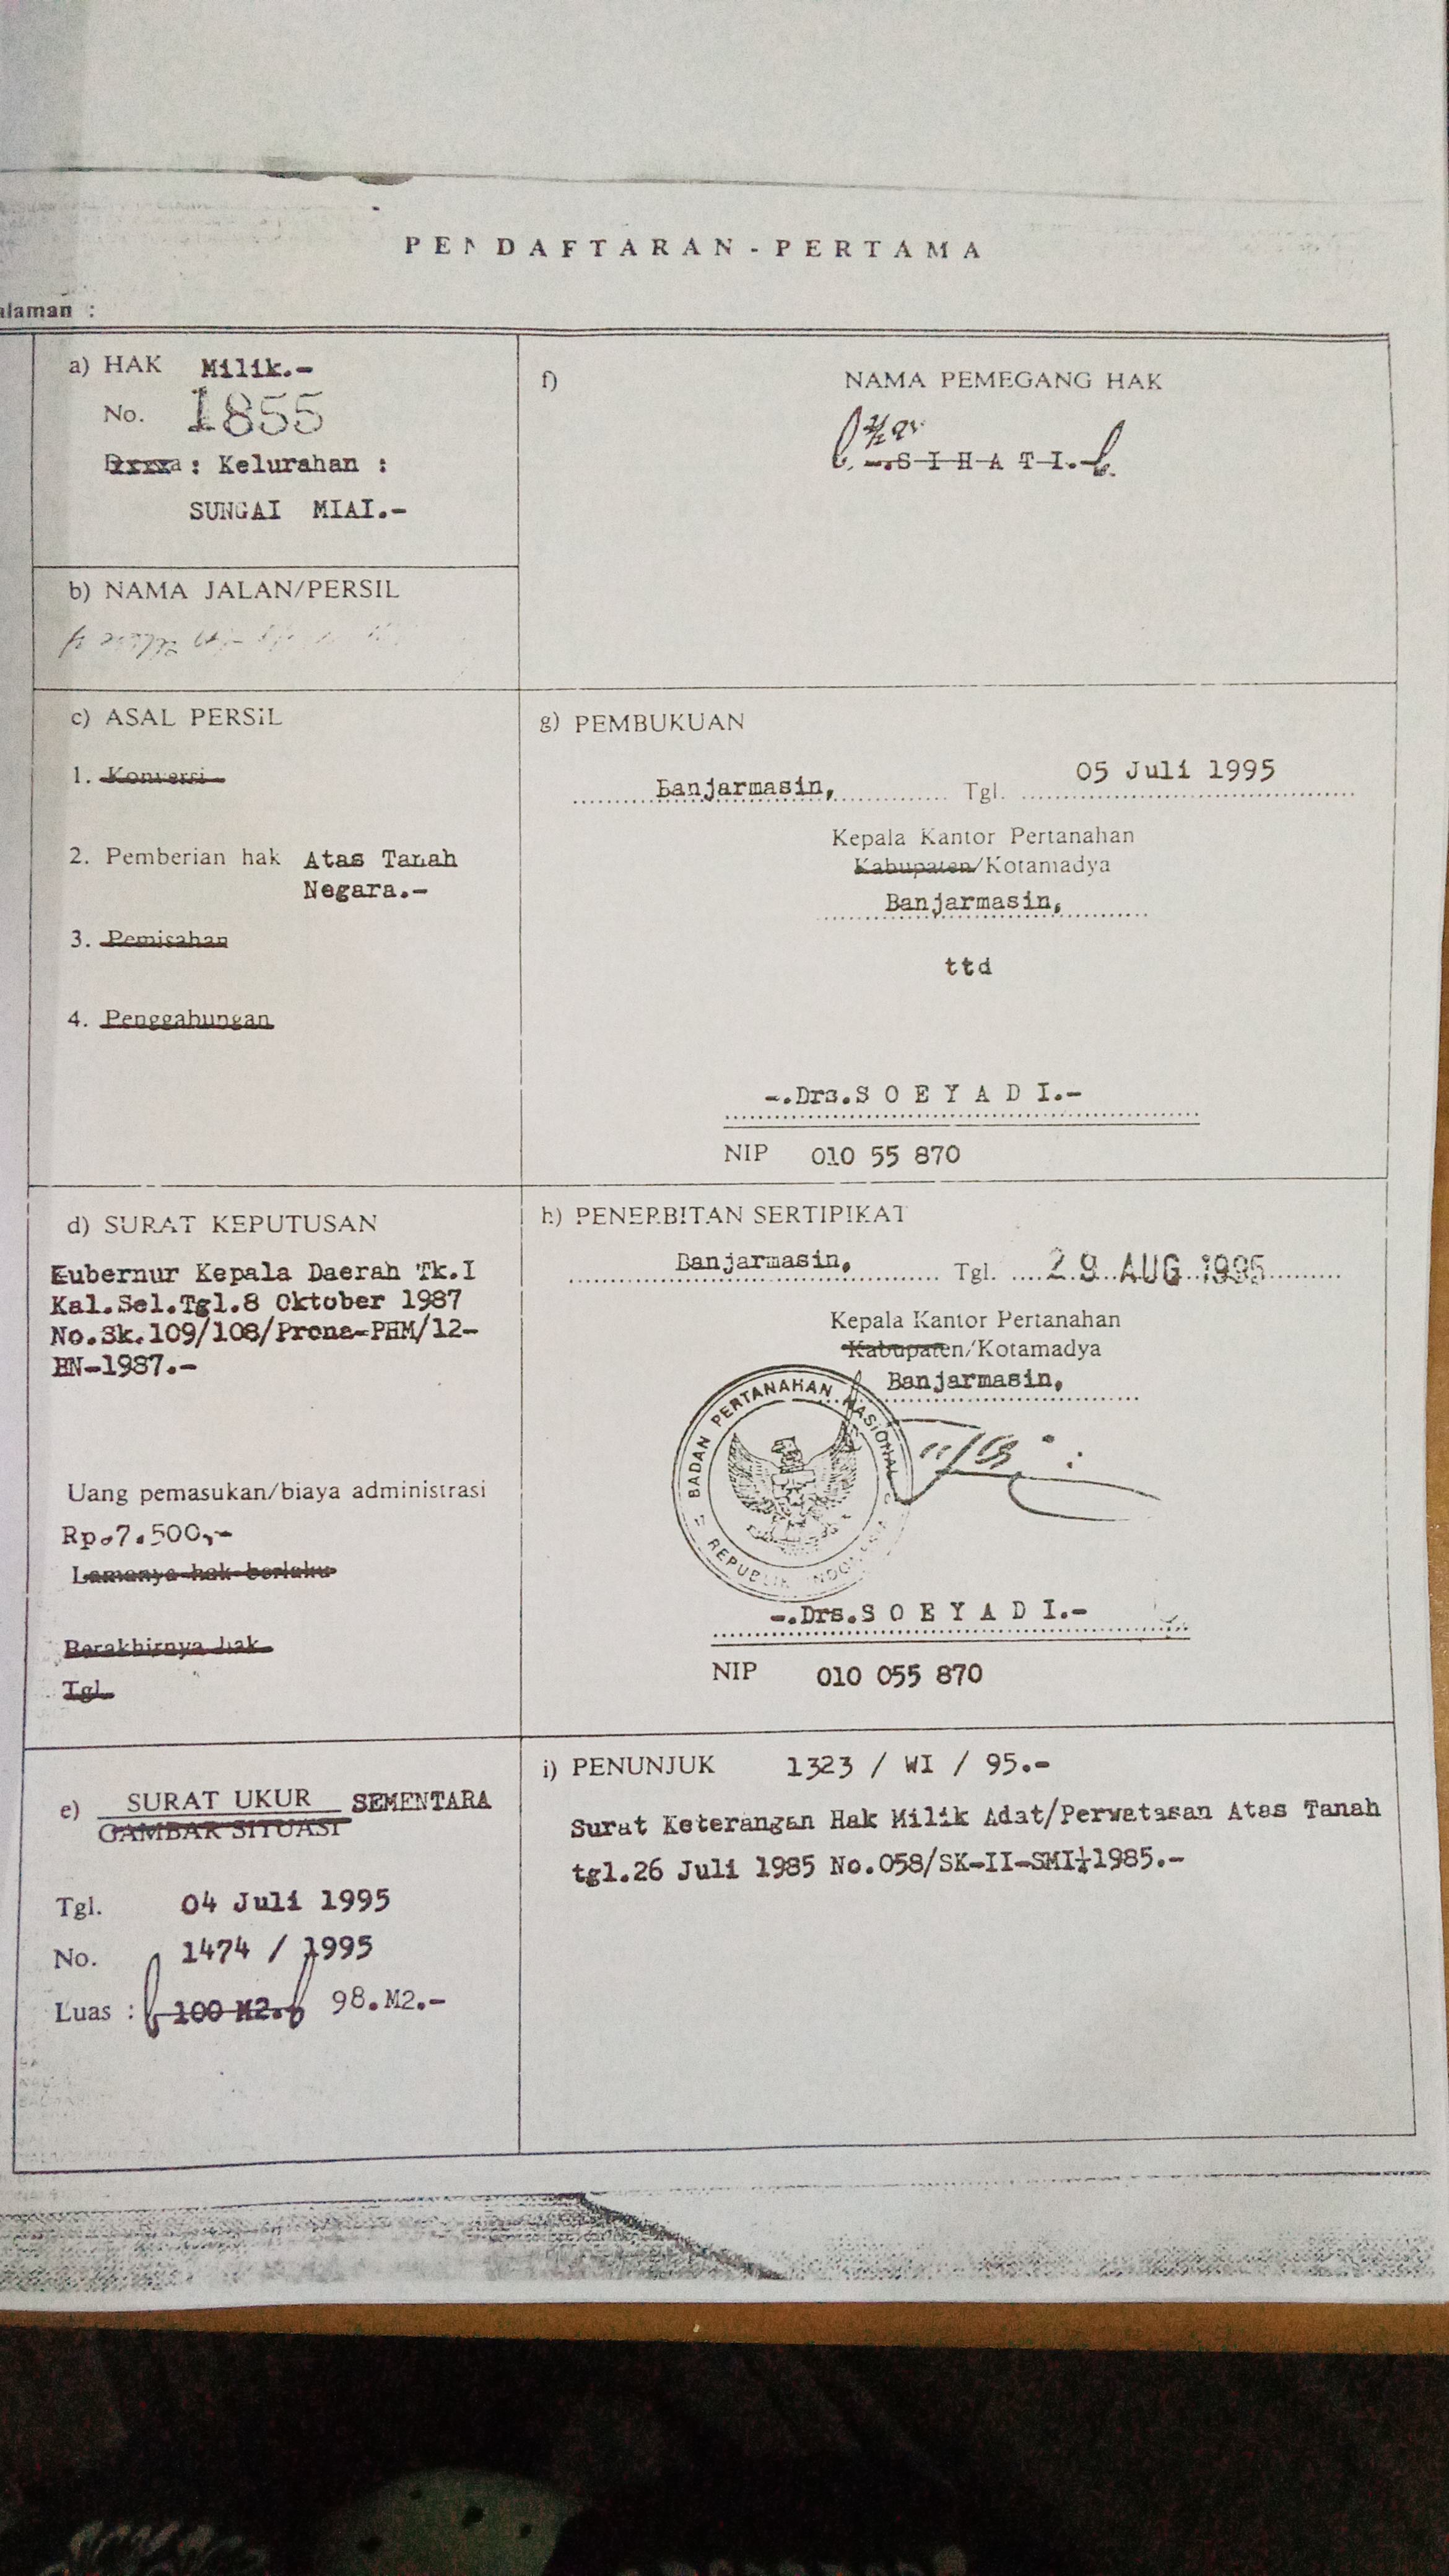 PENDAFTARAN - PERTAMA
alaman :
a) HAK Milik.-
No. 1855
: Kelurahan :
SUNGAI MIAI.-
b) NAMA JALAN/PERSIL
c) ASAL PERSIL
1. Konversi
2. Pemberian hak Atas Tanah
Negara.-
3. Pemisahan
4. Penggabungan
d) SURAT KEPUTUSAN
Eubernur Kepala Daerah Tk.I
Kal.Sel.Tgl.8 Oktober 1987
No.Sk.109/108/Prona-PHM/12-
BN-1987.-
Uang pemasukan/biaya administrasi
Rp.7.500,-
Lamanya hak berlaku
Berakhirnya hak
Tgl.
e) SURAT UKUR SEMENTARA
GAMBAR SITUASI
Tgl. 04 Juli 1995
No. 1474 / 1995
Luas : 100 M2. 98.M2.-
f) NAMA PEMEGANG HAK
-.S I H A T I.
g) PEMBUKUAN
Banjarmasin, Tgl. 05 Juli 1995
Kepala Kantor Pertanahan
Kabupaten/Kotamadya
Banjarmasin,
ttd
-.Drs.S O E Y A D I.-
NIP 010 55 870
h) PENERBITAN SERTIPIKAT
Banjarmasin, Tgl. 29 AUG 1995
Kepala Kantor Pertanahan
Kabupaten/Kotamadya
Banjarmasin,
BADAN PERTANAHAN NASIONAL
REPUBLIK INDONESIA
-.Drs.S O E Y A D I.-
NIP 010 055 870
i) PENUNJUK 1323 / WI / 95.-
Surat Keterangan Hak Milik Adat/Perwatasan Atas Tanah
tgl.26 Juli 1985 No.058/SK-II-SMI/1985.-